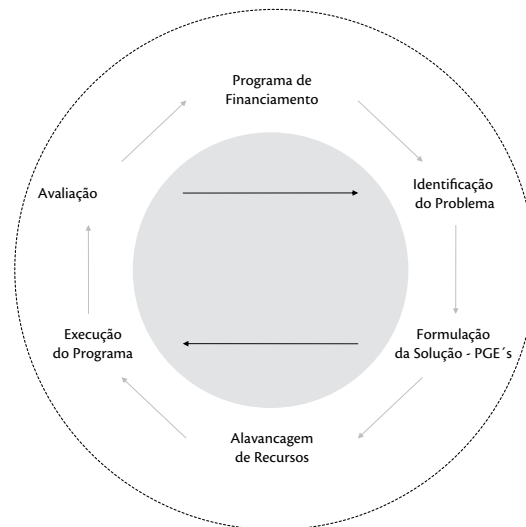 Programa de
Financiamento
Identificação
do Problema
Formulação
da Solução - PGE´s
Alavancagem
de Recursos
Execução
do Programa
Avaliação